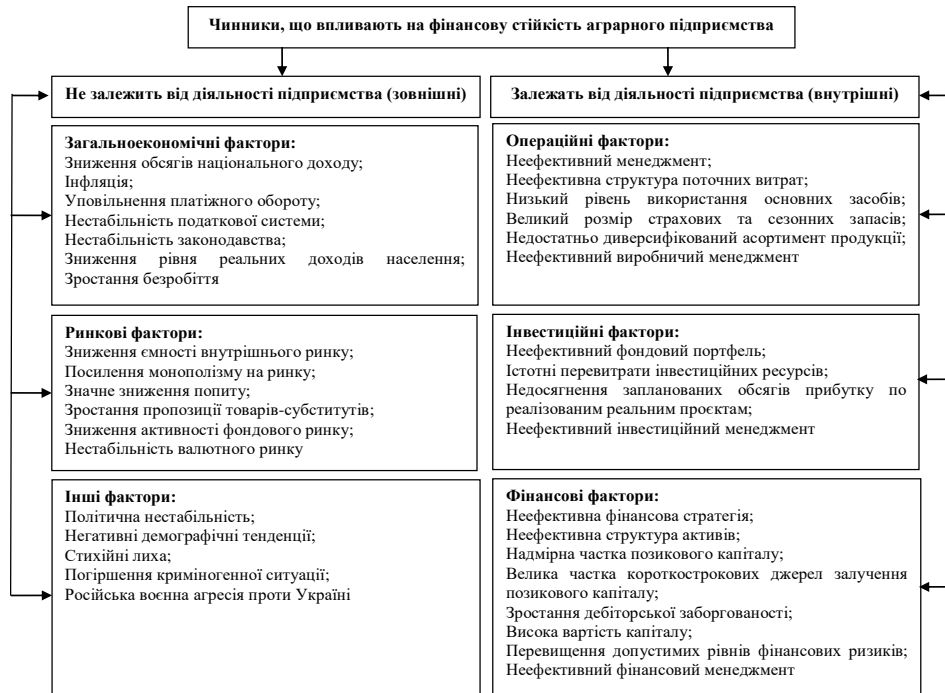 Чинники, що впливають на фінансову стійкість аграрного підприємства
Не залежить від діяльності підприємства (зовнішні)
Загальноекономічні фактори:
Зниження обсягів національного доходу;
Інфляція;
Уповільнення платіжного обороту;
Нестабільність податкової системи;
Нестабільність законодавства;
Зниження рівня реальних доходів населення;
Зростання безробіття
Ринкові фактори:
Зниження ємності внутрішнього ринку;
Посилення монополізму на ринку;
Значне зниження попиту;
Зростання пропозиції товарів-субститутів;
Зниження активності фондового ринку;
Нестабільність валютного ринку
Інші фактори:
Політична нестабільність;
Негативні демографічні тенденції;
Стихійні лиха;
Погіршення криміногенної ситуації;
Російська воєнна агресія проти Україні
Залежать від діяльності підприємства (внутрішні)
Операційні фактори:
Неефективний менеджмент;
Неефективна структура поточних витрат;
Низький рівень використання основних засобів;
Великий розмір страхових та сезонних запасів;
Недостатньо диверсифікований асортимент продукції;
Неефективний виробничий менеджмент
Інвестиційні фактори:
Неефективний фондовий портфель;
Істотні перевитрати інвестиційних ресурсів;
Недосягнення запланованих обсягів прибутку по
реалізованим реальним проєктам;
Неефективний інвестиційний менеджмент
Фінансові фактори:
Неефективна фінансова стратегія;
Неефективна структура активів;
Надмірна частка позикового капіталу;
Велика частка короткострокових джерел залучення
позикового капіталу;
Зростання дебіторської заборгованості;
Висока вартість капіталу;
Перевищення допустимих рівнів фінансових ризиків;
Неефективний фінансовий менеджмент